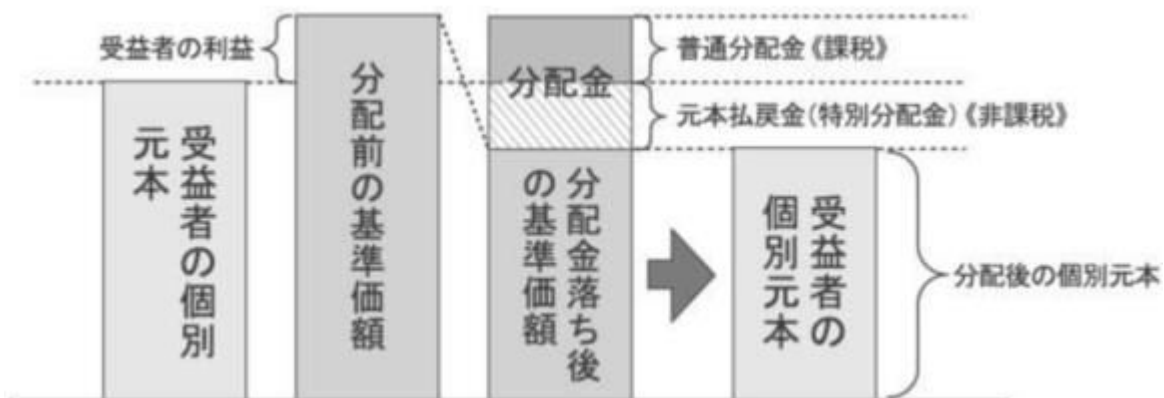 受益者の利益
受益者の個別
元本
分配前の基準価額
分配金
分配金落ち後
の基準価額
普通分配金《課税》
元本払戻金(特別分配金)《非課税》
受益者の
個別元本
分配後の個別元本